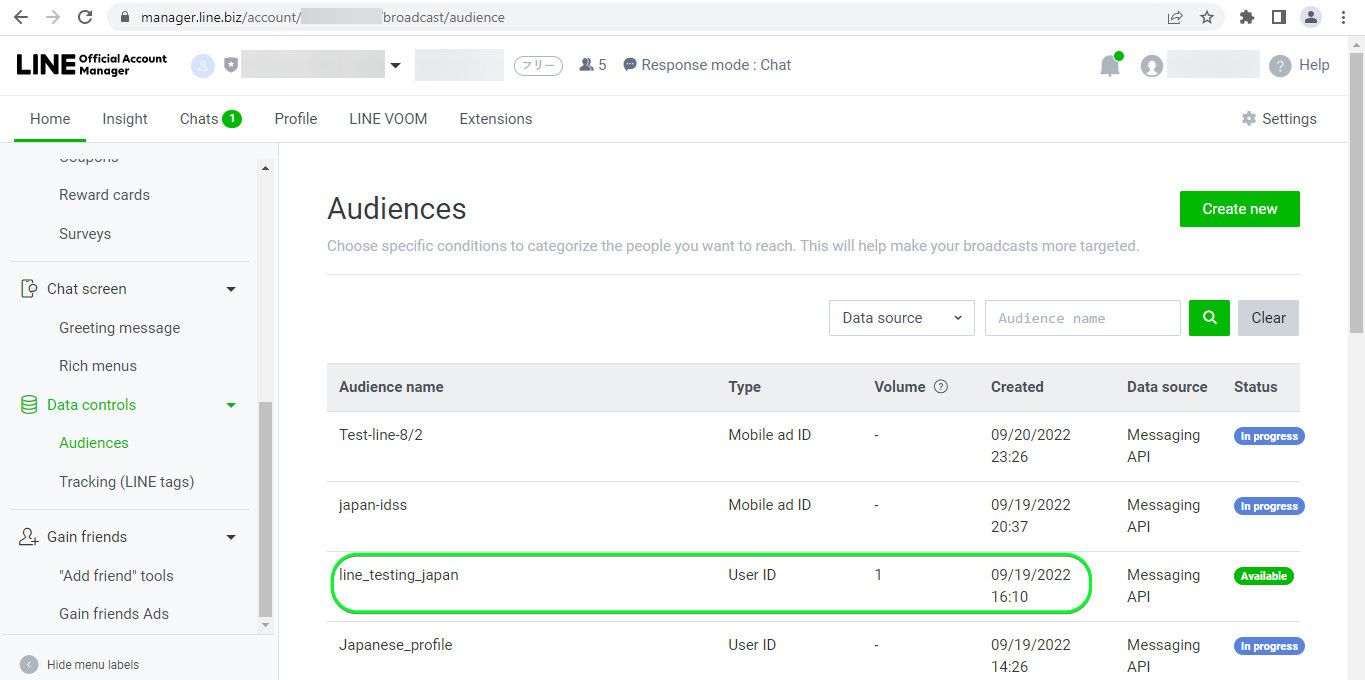 manager.line.biz/account/ /broadcast/audience
LINE Official Account Manager
フリー
5
Response mode : Chat
Help
Home
Insight
Chats 1
Profile
LINE VOOM
Extensions
Settings
Coupons
Reward cards
Surveys
Chat screen
Greeting message
Rich menus
Data controls
Audiences
Tracking (LINE tags)
Gain friends
"Add friend" tools
Gain friends Ads
Hide menu labels
Audiences
Create new
Choose specific conditions to categorize the people you want to reach. This will help make your broadcasts more targeted.
Data source
Audience name
Clear
Audience name Type Volume ? Created Data source Status
Test-line-8/2 Mobile ad ID - 09/20/2022 Messaging In progress
23:26 API
japan-idss Mobile ad ID - 09/19/2022 Messaging In progress
20:37 API
line_testing_japan User ID 1 09/19/2022 Messaging Available
16:10 API
Japanese_profile User ID - 09/19/2022 Messaging In progress
14:26 API